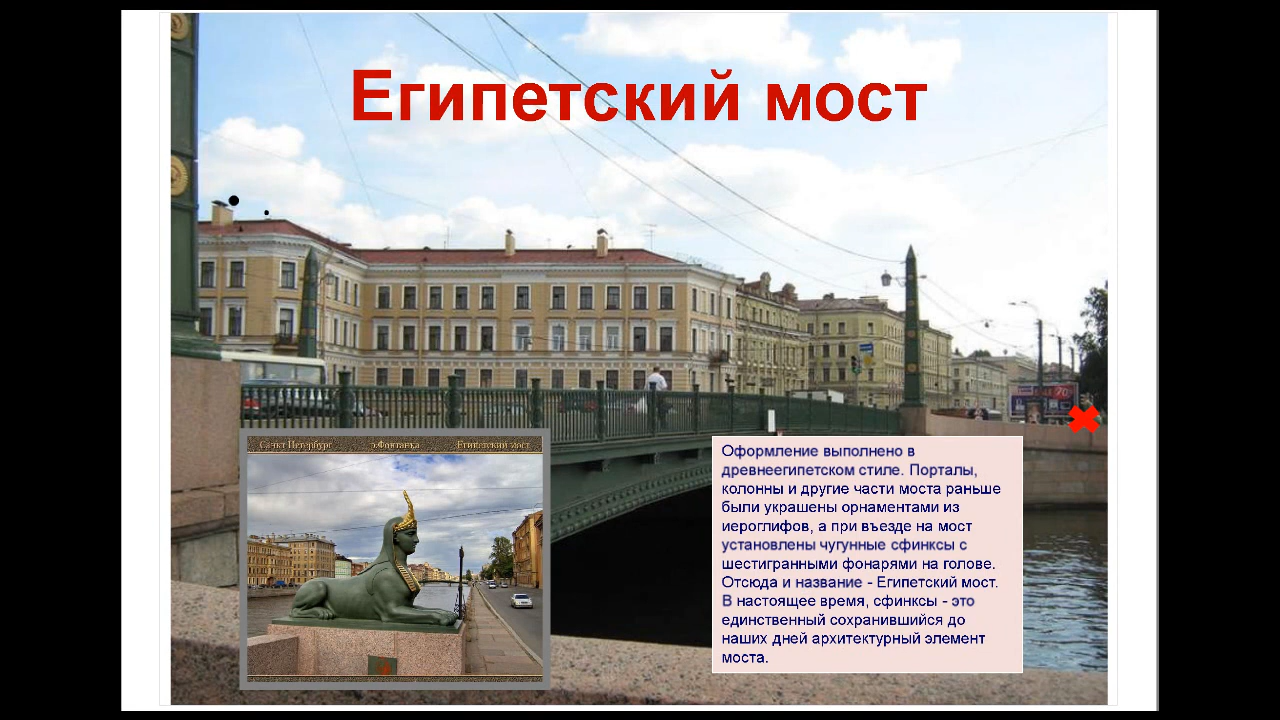 Египетский мост
Санкт Петербург р.Фонтанка Египетский мост
Оформление выполнено в
древнеегипетском стиле. Порталы,
колонны и другие части моста раньше
были украшены орнаментами из
иероглифов, а при въезде на мост
установлены чугунные сфинксы с
шестигранными фонарями на голове.
Отсюда и название - Египетский мост.
В настоящее время, сфинксы - это
единственный сохранившийся до
наших дней архитектурный элемент
моста.